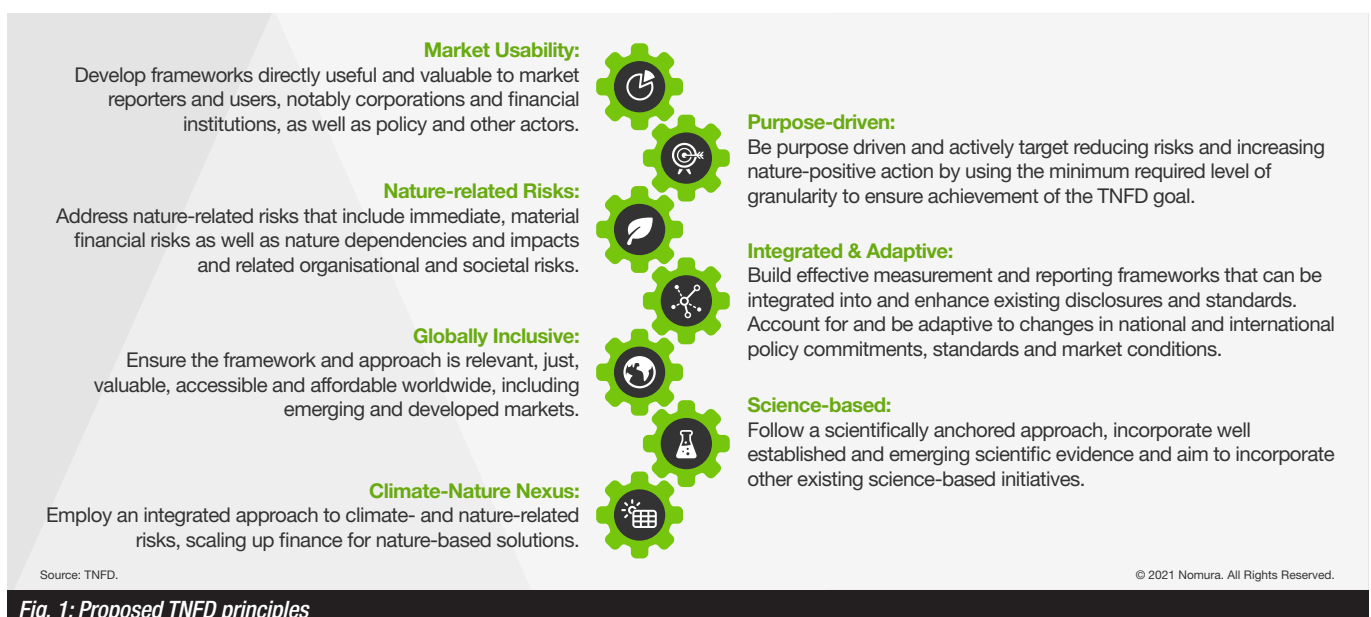 Market Usability:
Develop frameworks directly useful and valuable to market
reporters and users, notably corporations and financial
institutions, as well as policy and other actors.
Purpose-driven:
Be purpose driven and actively target reducing risks and increasing
nature-positive action by using the minimum required level of
granularity to ensure achievement of the TNFD goal.
Nature-related Risks:
Address nature-related risks that include immediate, material
financial risks as well as nature dependencies and impacts
and related organisational and societal risks.
Integrated & Adaptive:
Build effective measurement and reporting frameworks that can be
integrated into and enhance existing disclosures and standards.
Account for and be adaptive to changes in national and international
policy commitments, standards and market conditions.
Globally Inclusive:
Ensure the framework and approach is relevant, just,
valuable, accessible and affordable worldwide, including
emerging and developed markets.
Science-based:
Follow a scientifically anchored approach, incorporate well
established and emerging scientific evidence and aim to incorporate
other existing science-based initiatives.
Climate-Nature Nexus:
Employ an integrated approach to climate- and nature-related
risks, scaling up finance for nature-based solutions.
Source: TNFD.
© 2021 Nomura. All Rights Reserved.
Fig. 1: Proposed TNFD principles